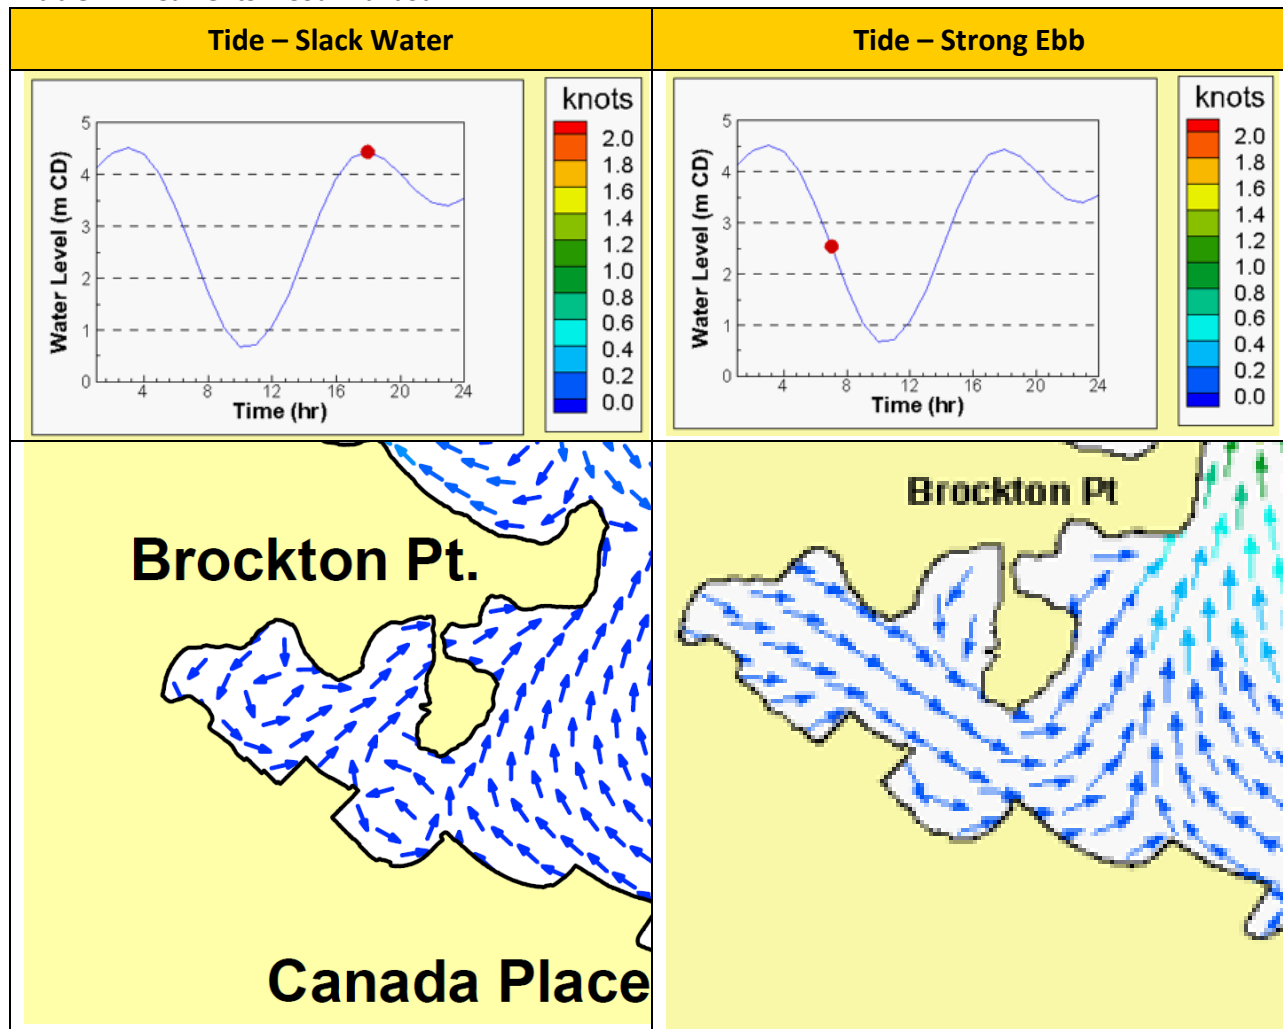 Tide – Slack Water
Tide – Strong Ebb
knots
2.0
1.8
1.6
1.4
1.2
1.0
0.8
0.6
0.4
0.2
0.0
Water Level (m CD)
5
4
3
2
1
0
4 8 12 16 20 24
Time (hr)
knots
2.0
1.8
1.6
1.4
1.2
1.0
0.8
0.6
0.4
0.2
0.0
Water Level (m CD)
5
4
3
2
1
0
4 8 12 16 20 24
Time (hr)
Brockton Pt.
Canada Place
Brockton Pt